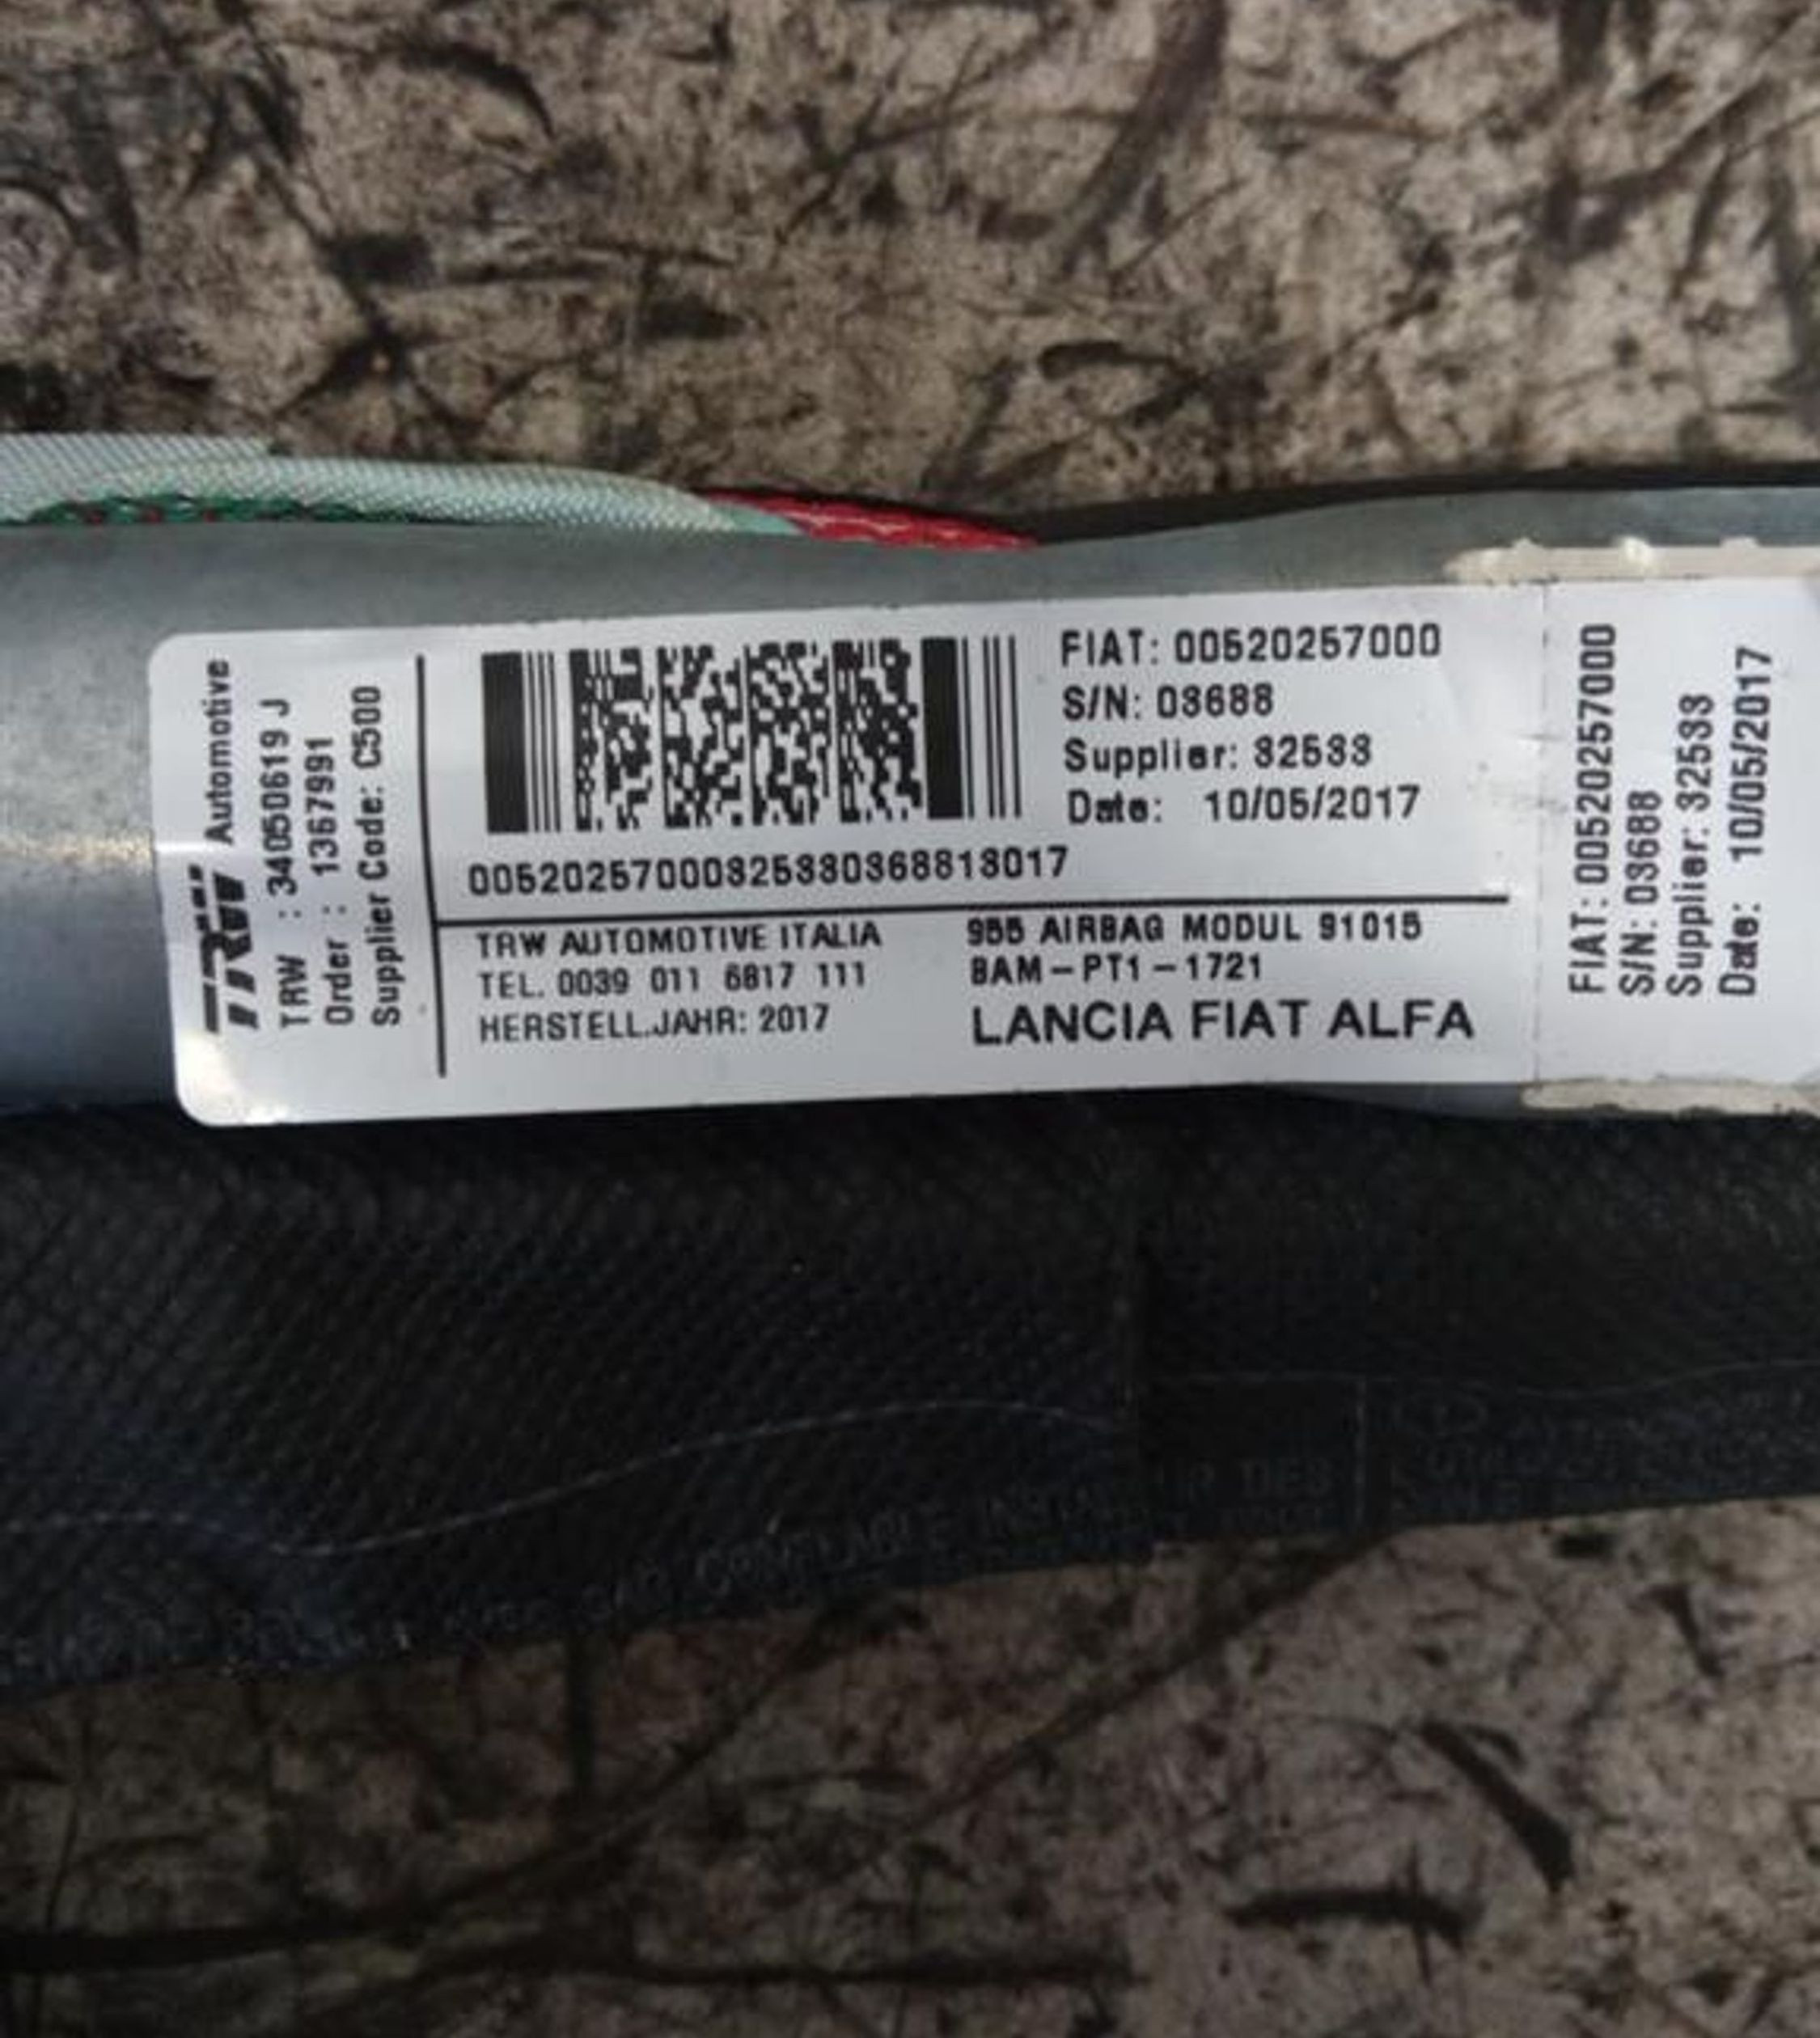 TRW Automotive
TRW : 34050619 J
Order : 1367991
Supplier Code: C500
FIAT: 00520257000
S/N: 03688
Supplier: 32533
Date: 10/05/2017
00520257000325330368813017
TRW AUTOMOTIVE ITALIA
TEL. 0039 011 6817 111
HERSTELL.JAHR: 2017
955 AIRBAG MODUL 91015
BAM-PT1-1721
LANCIA FIAT ALFA
FIAT: 00520257000
S/N: 03688
Supplier: 32533
Date: 10/05/2017